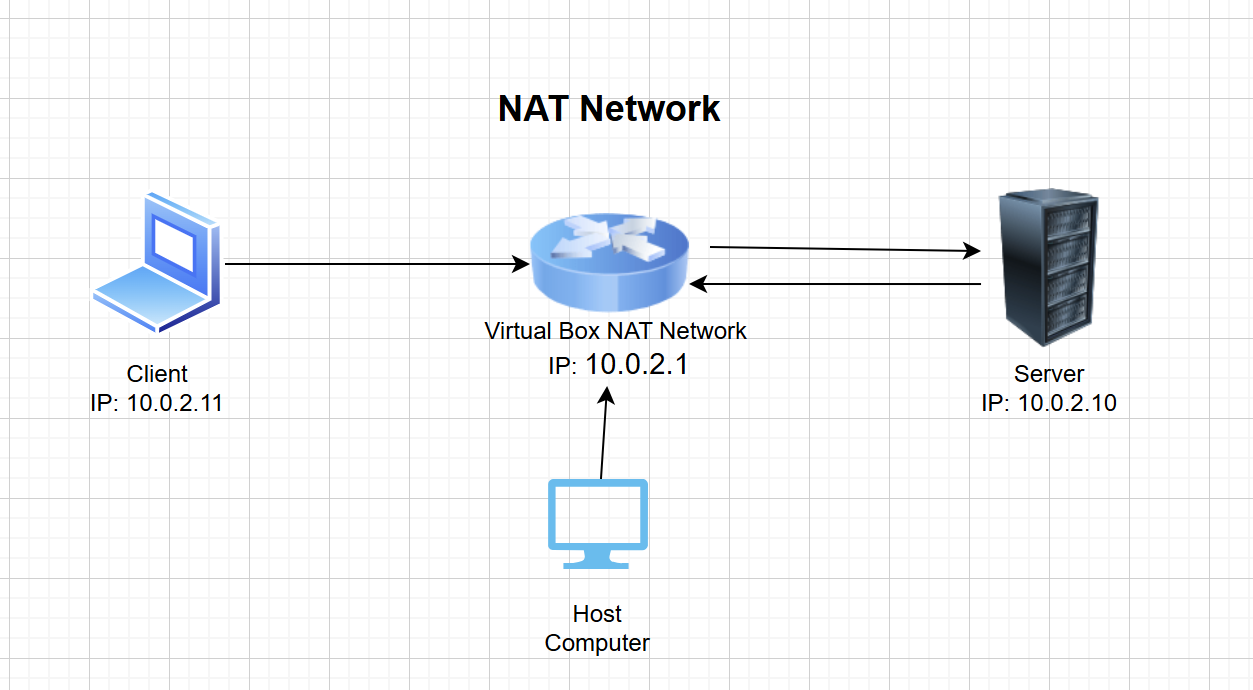 NAT Network
Virtual Box NAT Network
IP: 10.0.2.1
Client
IP: 10.0.2.11
Server
IP: 10.0.2.10
Host
Computer